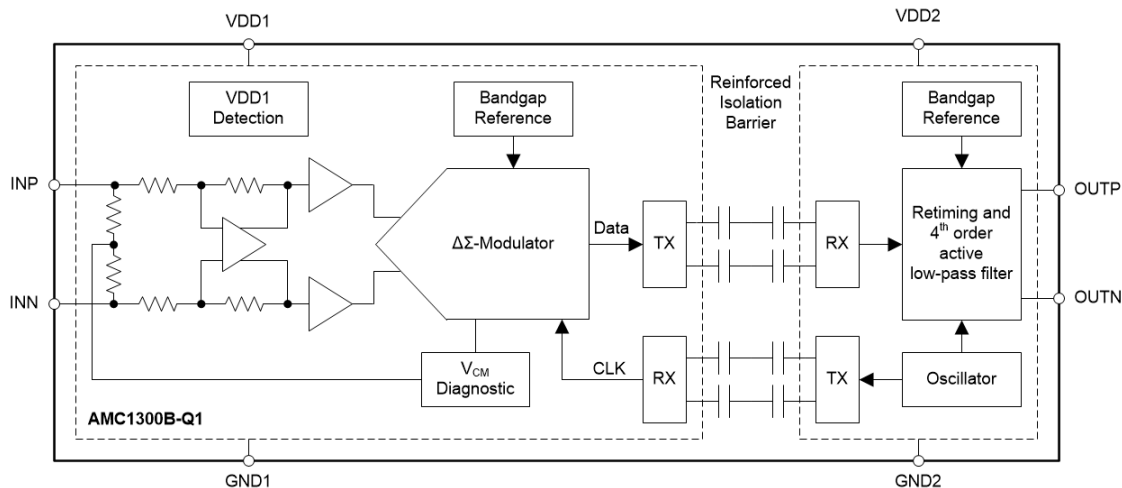 VDD1
VDD2
VDD1
Detection
Bandgap
Reference
Reinforced
Isolation
Barrier
Bandgap
Reference
INP
INN
ΔΣ-Modulator
Data
TX
RX
Retiming and
4th order
active
low-pass filter
OUTP
OUTN
VCM
Diagnostic
CLK
RX
TX
Oscillator
AMC1300B-Q1
GND1
GND2